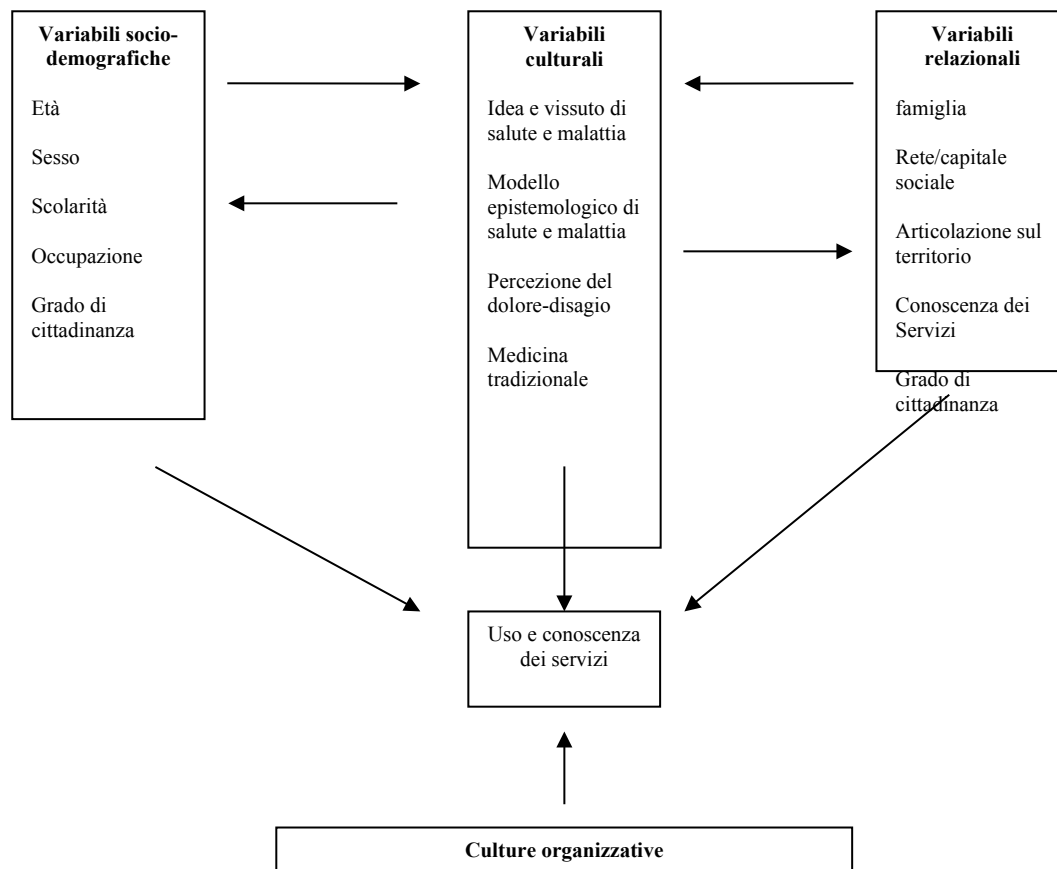 Variabili socio-
demografiche
Età
Sesso
Scolarità
Occupazione
Grado di
cittadinanza
Variabili
culturali
Idea e vissuto di
salute e malattia
Modello
epistemologico di
salute e malattia
Percezione del
dolore-disagio
Medicina
tradizionale
Variabili
relazionali
famiglia
Rete/capitale
sociale
Articolazione sul
territorio
Conoscenza dei
Servizi
Grado di
cittadinanza
Uso e conoscenza
dei servizi
Culture organizzative